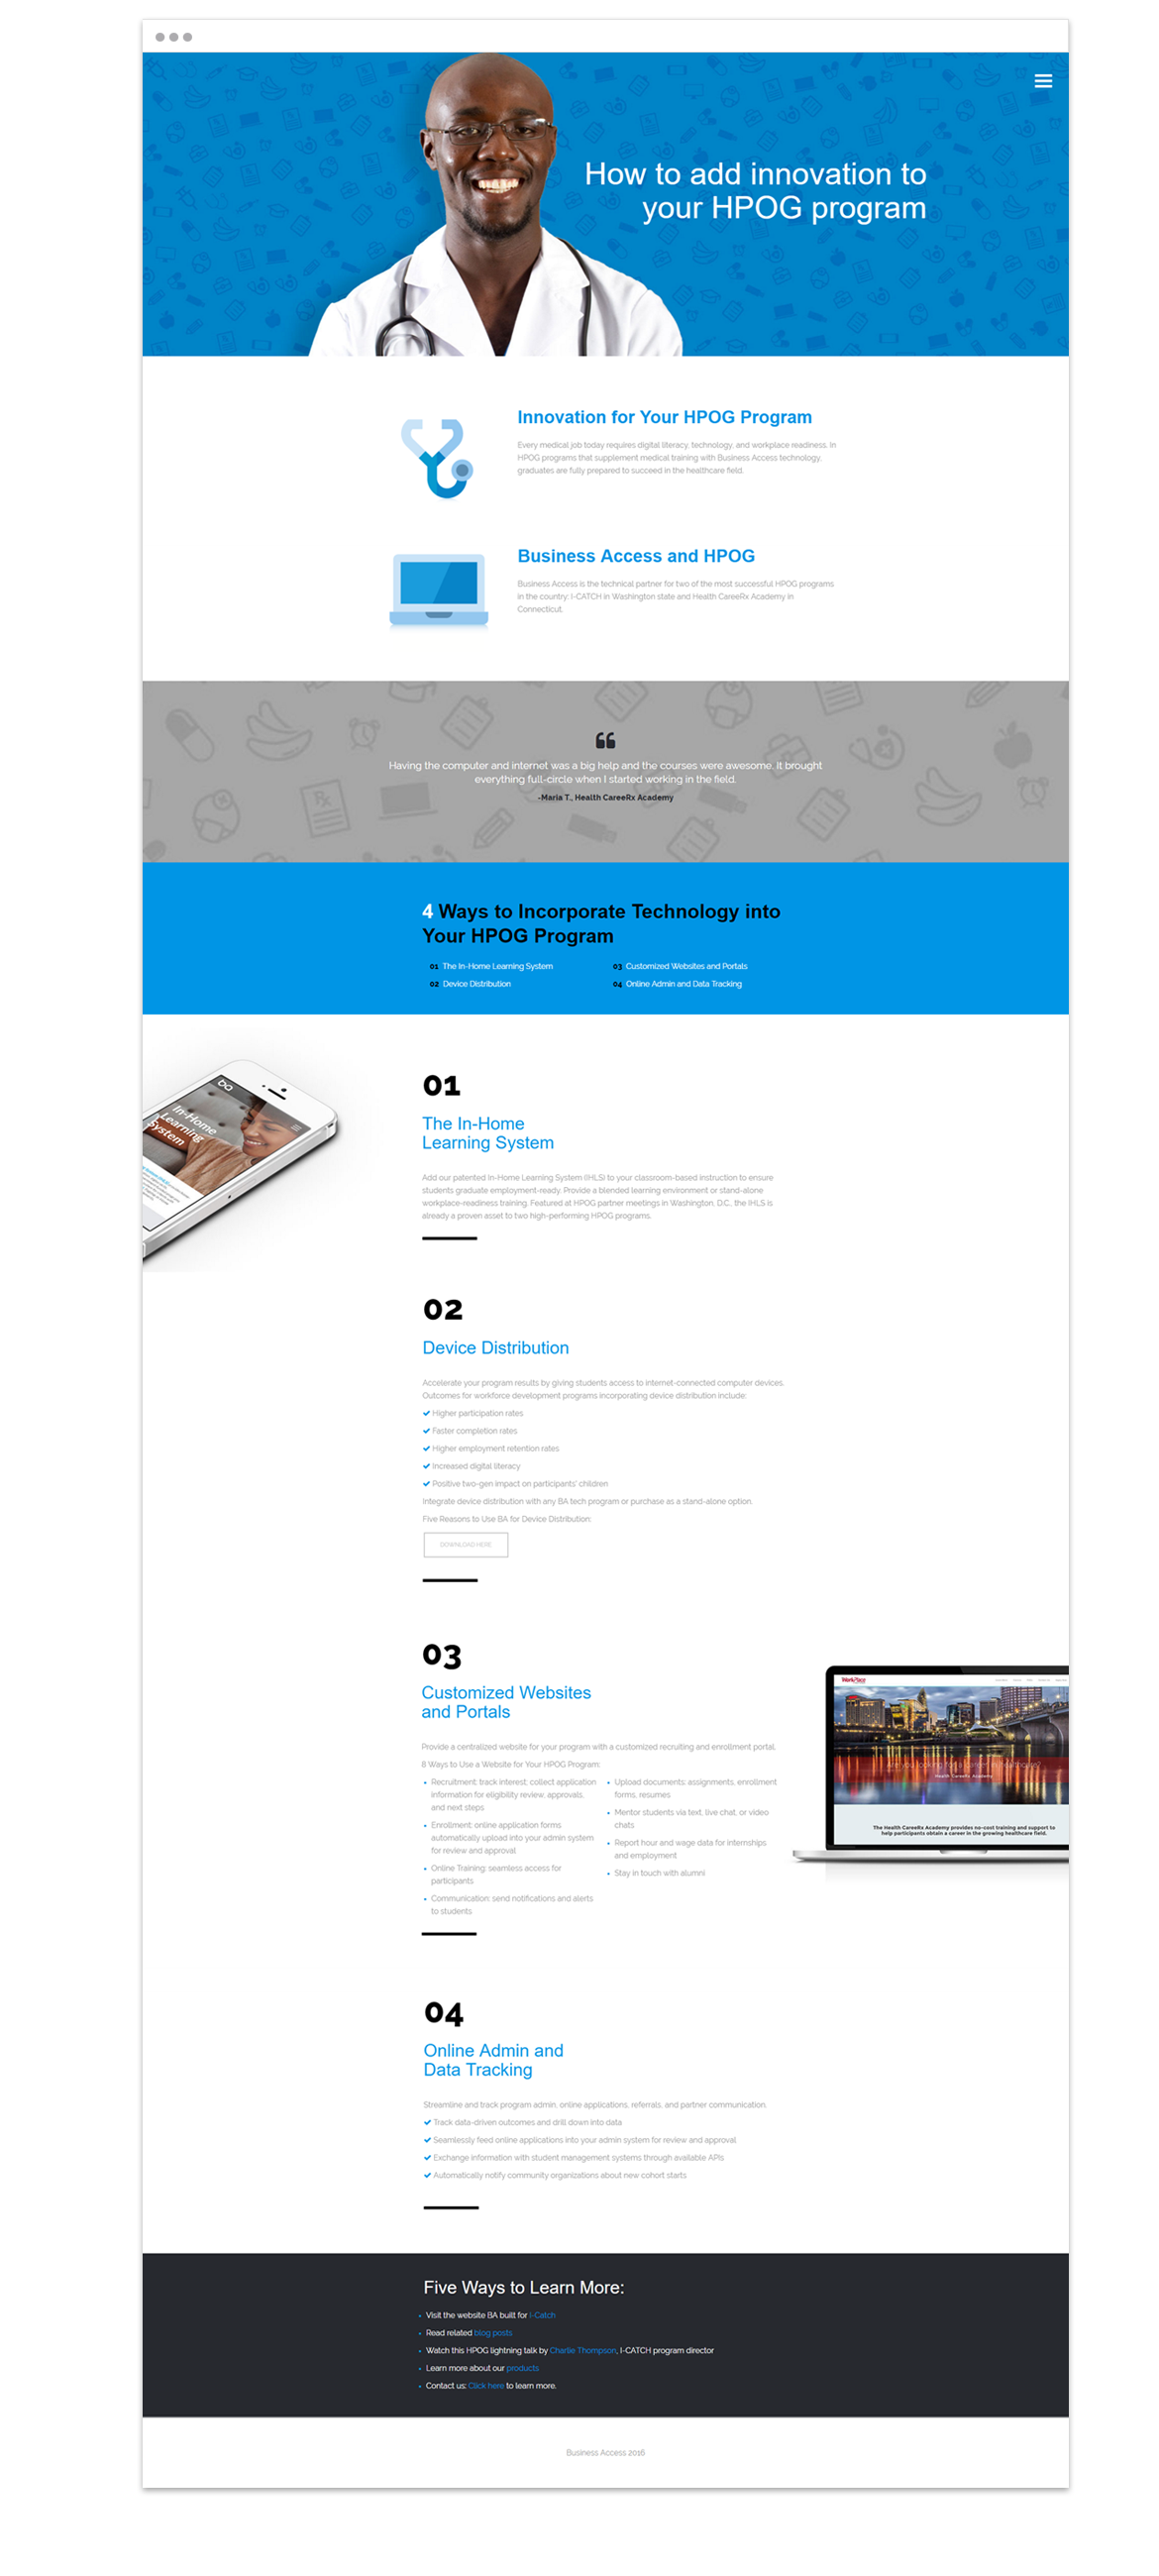 How to add innovation to
your HPOG program
Innovation for Your HPOG Program
Every medical job today requires digital literacy, technology, and workplace readiness. In
HPOG programs that supplement medical training with Business Access technology,
graduates are fully prepared to succeed in the healthcare field.
Business Access and HPOG
Business Access is the technical partner for two of the most successful HPOG programs
in the country: I-CATCH in Washington state and Health CareeRx Academy in
Connecticut.
Having the computer and internet was a big help and the courses were awesome. It brought
everything full-circle when I started working in the field.
-Maria T., Health CareeRx Academy
4 Ways to Incorporate Technology into
Your HPOG Program
01 The In-Home Learning System
02 Device Distribution
03 Customized Websites and Portals
04 Online Admin and Data Tracking
ba
In-Home
Learning
System
01
The In-Home
Learning System
Add our patented In-Home Learning System (IHLS) to your classroom-based instruction to ensure
students graduate employment-ready. Provide a blended learning environment or stand-alone
workplace-readiness training. Featured at HPOG partner meetings in Washington, D.C., the IHLS is
already a proven asset to two high-performing HPOG programs.
02
Device Distribution
Accelerate your program results by giving students access to internet-connected computer devices.
Outcomes for workforce development programs incorporating device distribution include:
Higher participation rates
Faster completion rates
Higher employment retention rates
Increased digital literacy
Positive two-gen impact on participants' children
Integrate device distribution with any BA tech program or purchase as a stand-alone option.
Five Reasons to Use BA for Device Distribution:
DOWNLOAD HERE
03
Customized Websites
and Portals
Provide a centralized website for your program with a customized recruiting and enrollment portal.
8 Ways to Use a Website for Your HPOG Program:
• Recruitment: track interest; collect application
information for eligibility review, approvals,
and next steps
• Enrollment: online application forms
automatically upload into your admin system
for review and approval
• Online Training: seamless access for
participants
• Communication: send notifications and alerts
to students
• Upload documents: assignments, enrollment
forms, resumes
• Mentor students via text, live chat, or video
chats
• Report hour and wage data for internships
and employment
• Stay in touch with alumni
WorkPlace
Are you looking for a career in healthcare?
Health CareeRx Academy
The Health CareeRx Academy provides no-cost training and support to
help participants obtain a career in the growing healthcare field.
04
Online Admin and
Data Tracking
Streamline and track program admin, online applications, referrals, and partner communication.
Track data-driven outcomes and drill down into data
Seamlessly feed online applications into your admin system for review and approval
Exchange information with student management systems through available APIs
Automatically notify community organizations about new cohort starts
Five Ways to Learn More:
• Visit the website BA built for I-Catch
• Read related blog posts
• Watch this HPOG lightning talk by Charlie Thompson, I-CATCH program director
• Learn more about our products
• Contact us: Click here to learn more.
Business Access 2016